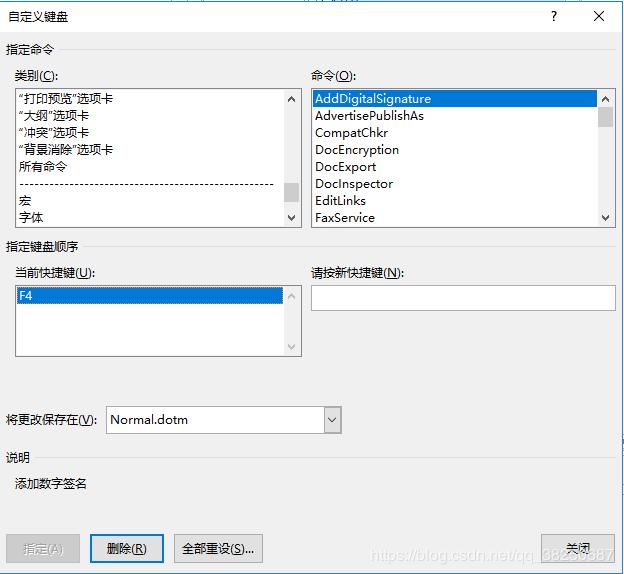 自定义键盘
?
指定命令
类别(C):
命令(O):
“打印预览”选项卡
“大纲”选项卡
“冲突”选项卡
“背景消除”选项卡
所有命令
宏
字体
AddDigitalSignature
AdvertisePublishAs
CompatChkr
DocEncryption
DocExport
DocInspector
EditLinks
FaxService
指定键盘顺序
当前快捷键(U):
请按新快捷键(N):
F4
将更改保存在(V):
Normal.dotm
说明
添加数字签名
指定(A)
删除(R)
全部重设(S)...
关闭